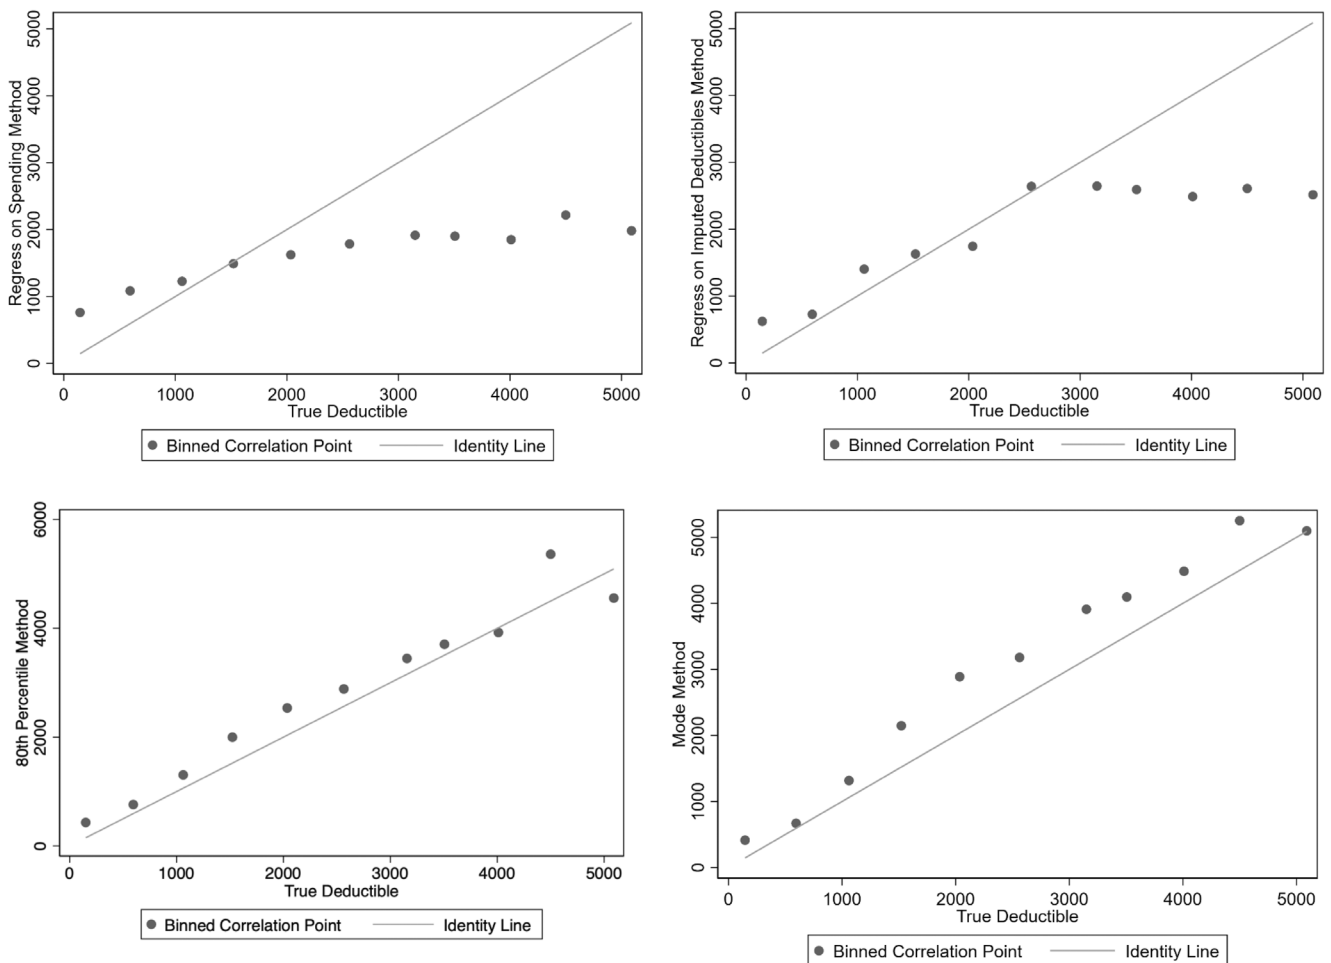 Regress on Spending Method
5000
4000
3000
2000
1000
0
0 1000 2000 3000 4000 5000
True Deductible
Binned Correlation Point Identity Line
Regress on Imputed Deductibles Method
5000
4000
3000
2000
1000
0
0 1000 2000 3000 4000 5000
True Deductible
Binned Correlation Point Identity Line
80th Percentile Method
6000
4000
2000
0
0 1000 2000 3000 4000 5000
True Deductible
Binned Correlation Point Identity Line
Mode Method
5000
4000
3000
2000
1000
0
0 1000 2000 3000 4000 5000
True Deductible
Binned Correlation Point Identity Line